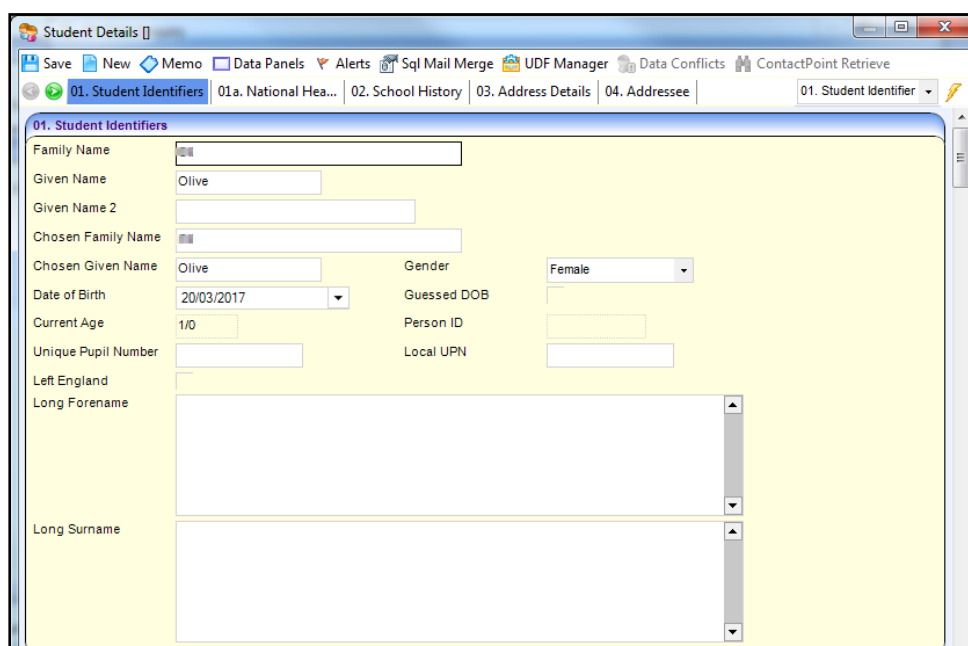 Student Details []
Save New Memo Data Panels Alerts Sql Mail Merge UDF Manager Data Conflicts ContactPoint Retrieve
01. Student Identifiers 01a. National Hea... 02. School History 03. Address Details 04. Addressee 01. Student Identifier
01. Student Identifiers
Family Name
Given Name Olive
Given Name 2
Chosen Family Name
Chosen Given Name Olive Gender Female
Date of Birth 20/03/2017 Guessed DOB
Current Age 1/0 Person ID
Unique Pupil Number Local UPN
Left England
Long Forename
Long Surname